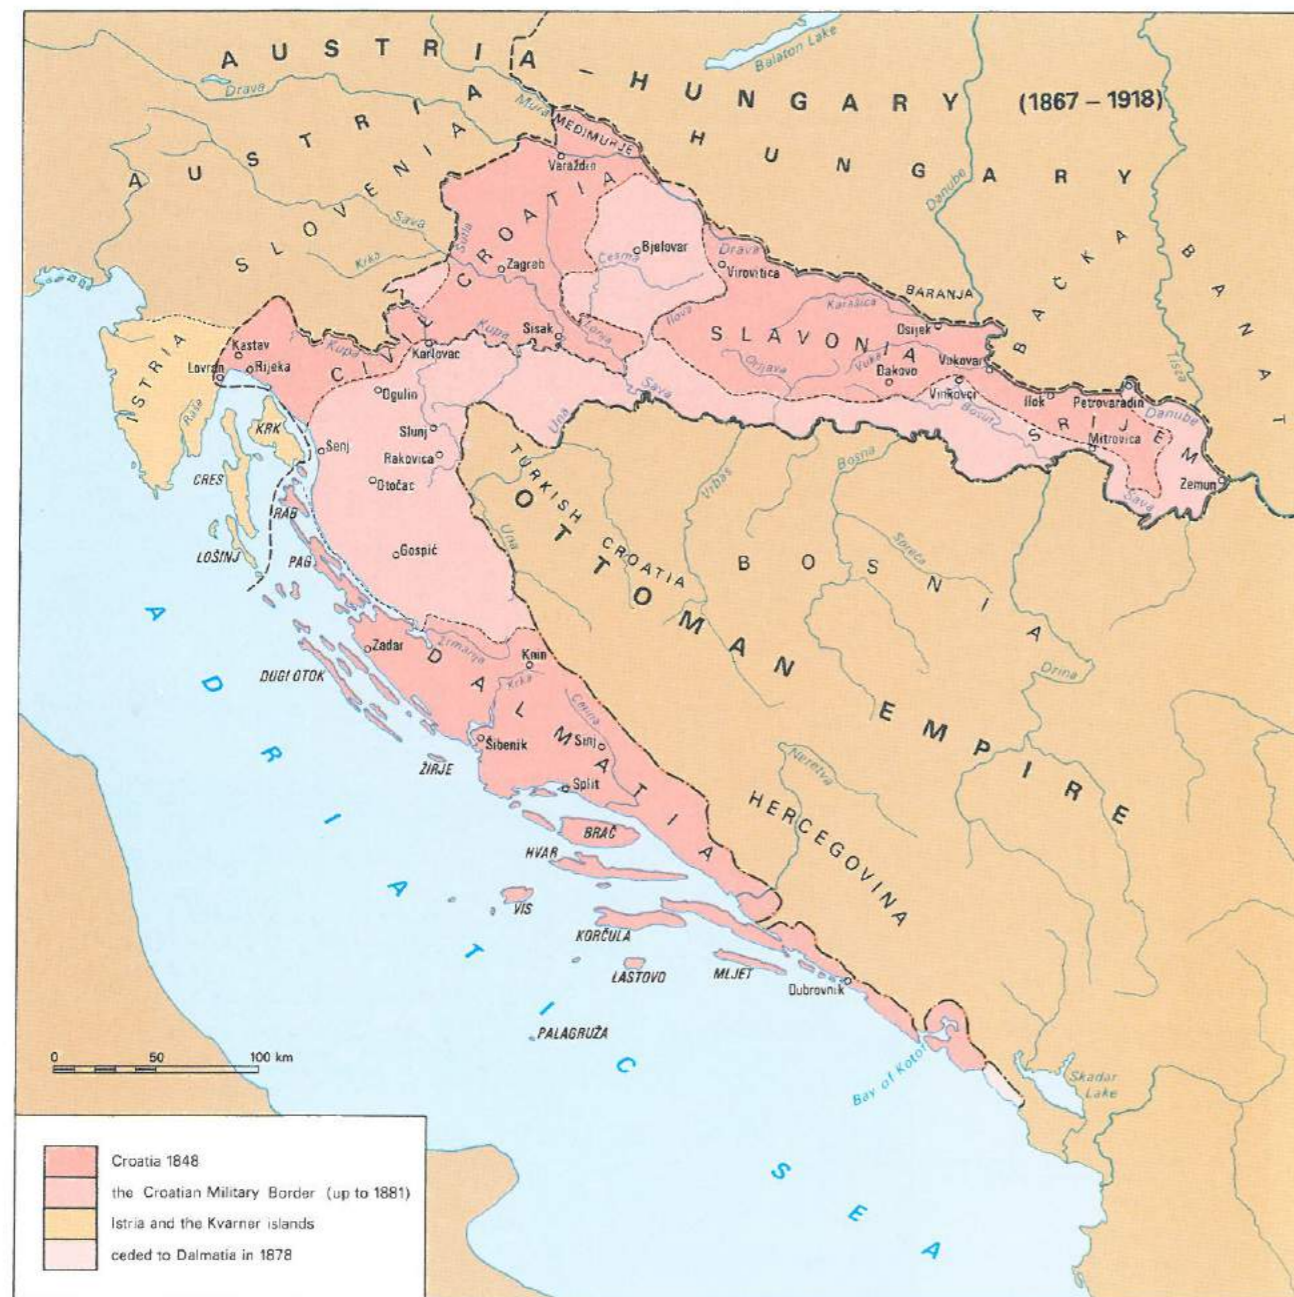 AUSTRIA – HUNGARY (1867 – 1918)
AUSTRIA
HUNGARY
SLOVENIA
Balaton Lake
Drava
Mura
MEĐIMURJE
Varaždin
CIVIL CROATIA
Sava
Krka
Sutla
Zagreb
Bjelovar
Česma
Drava
Virovitica
Danube
BAČKA
BANAT
Tisa
BARANJA
Karašica
Osijek
SLAVONIA
Ilova
Lonja
Sisak
Kupa
Karlovac
Kupa
Orljava
Vuka
Đakovo
Vukovar
Vinkovci
Bosut
Ilok
Petrovaradin
Danube
SRIJEM
Mitrovica
Zemun
Sava
Sava
Una
ISTRIA
Raša
Kastav
Lovran
Rijeka
Ogulin
Slunj
Senj
Rakovica
Otočac
Gospić
KRK
CRES
LOŠINJ
RAB
PAG
TURKISH CROATIA
OTTOMAN EMPIRE
BOSNIA
Una
Vrbas
Bosna
Spreča
Drina
Zadar
Zrmanja
Knin
DALMATIA
Krka
Cetina
Sinj
Šibenik
Split
DUGI OTOK
ŽIRJE
BRAČ
HVAR
VIS
KORČULA
LASTOVO
MLJET
PALAGRUŽA
Neretva
HERCEGOVINA
Dubrovnik
Bay of Kotor
Skadar
Lake
ADRIATIC SEA
0 50 100 km
Croatia 1848
the Croatian Military Border (up to 1881)
Istria and the Kvarner islands
ceded to Dalmatia in 1878